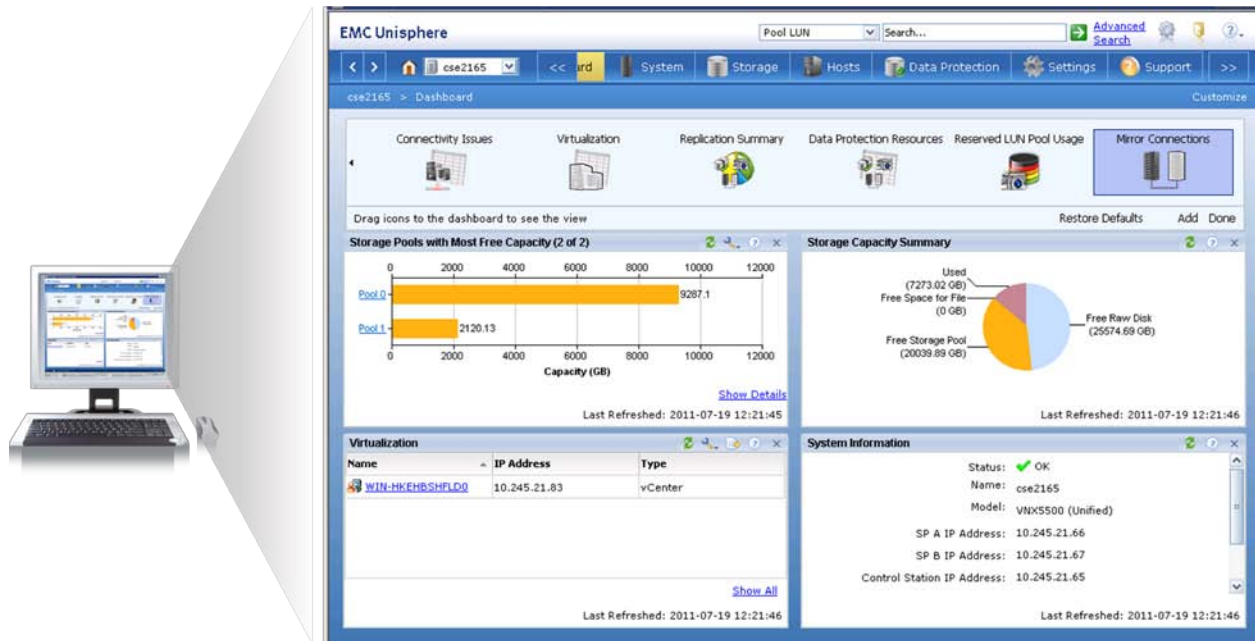 EMC Unisphere
Pool LUN
Search...
Advanced Search
cse2165
<<
rd
System
Storage
Hosts
Data Protection
Settings
Support
>>
cse2165 > Dashboard
Customize
Connectivity Issues
Virtualization
Replication Summary
Data Protection Resources
Reserved LUN Pool Usage
Mirror Connections
Drag icons to the dashboard to see the view
Restore Defaults
Add
Done
Storage Pools with Most Free Capacity (2 of 2)
0 2000 4000 6000 8000 10000 12000
Pool 0
9287.1
Pool 1
2120.13
0 2000 4000 6000 8000 10000 12000
Capacity (GB)
Show Details
Last Refreshed: 2011-07-19 12:21:45
Storage Capacity Summary
Used
(7273.02 GB)
Free Space for File
(0 GB)
Free Raw Disk
(25574.69 GB)
Free Storage Pool
(20039.89 GB)
Last Refreshed: 2011-07-19 12:21:46
Virtualization
Name IP Address Type
WIN-HKEHBSHFLD0 10.245.21.83 vCenter
Show All
Last Refreshed: 2011-07-19 12:21:46
System Information
Status: OK
Name: cse2165
Model: VNX5500 (Unified)
SP A IP Address: 10.245.21.66
SP B IP Address: 10.245.21.67
Control Station IP Address: 10.245.21.65
Last Refreshed: 2011-07-19 12:21:46